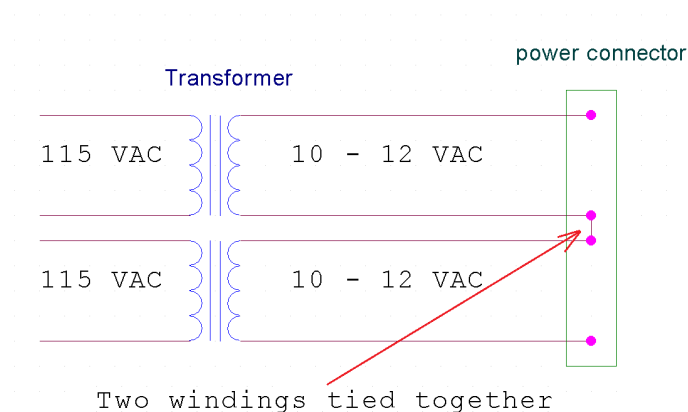 power connector
Transformer
115 VAC
10 - 12 VAC
115 VAC
10 - 12 VAC
Two windings tied together